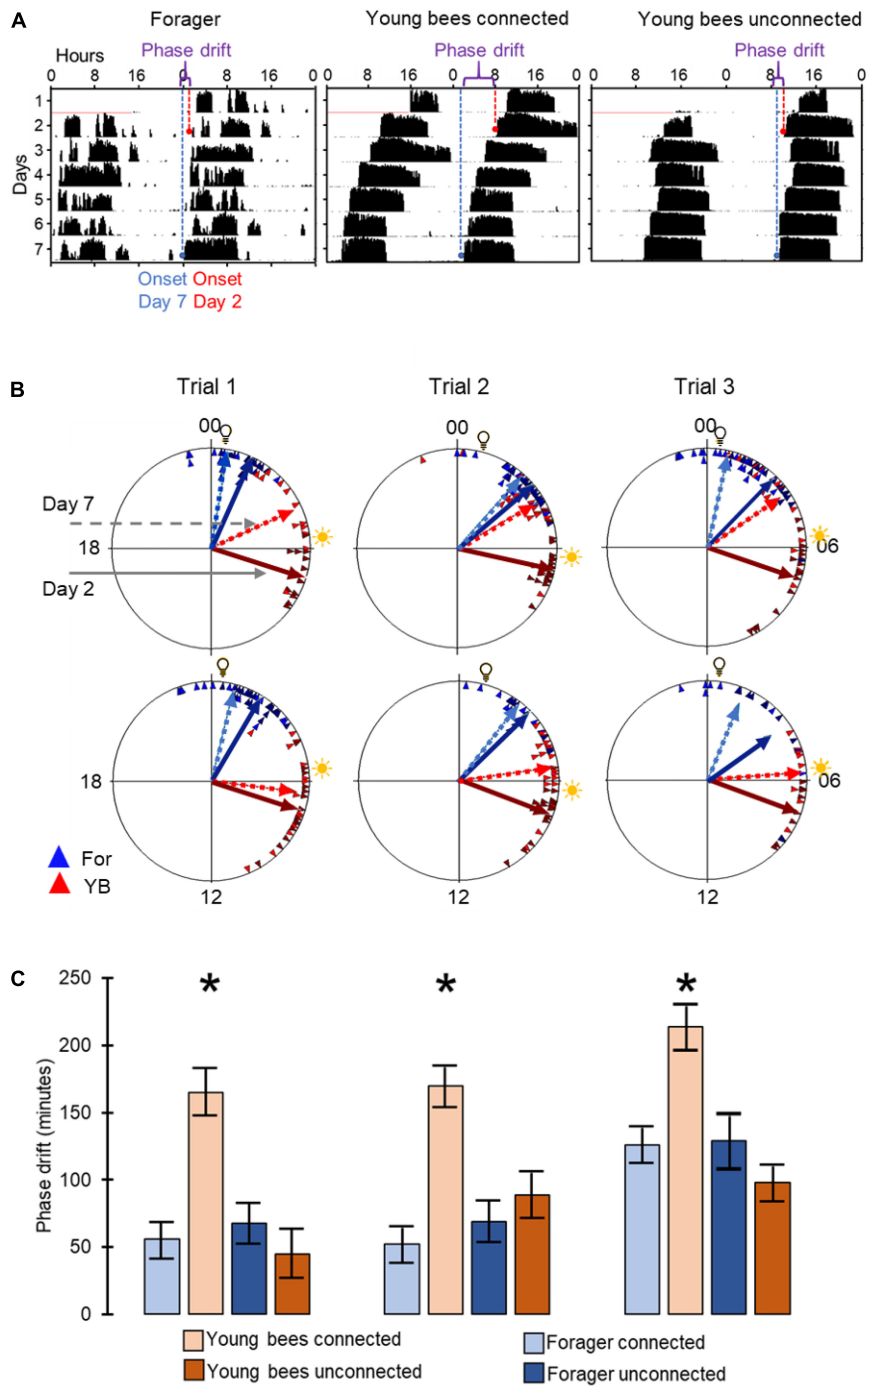 A
Forager
Young bees connected
Young bees unconnected
Hours
Phase drift
Phase drift
Phase drift
0 8 16 0 8 16 0
0 8 16 0 8 16 0
0 8 16 0 8 16 0
Days
1
2
3
4
5
6
7
Onset Onset
Day 7 Day 2
B
Trial 1
Trial 2
Trial 3
00
00
00
Day 7
18
06
Day 2
18
06
For
YB
12
12
12
C
Phase drift (minutes)
250
200
150
100
50
0
*
*
*
Young bees connected
Forager connected
Young bees unconnected
Forager unconnected